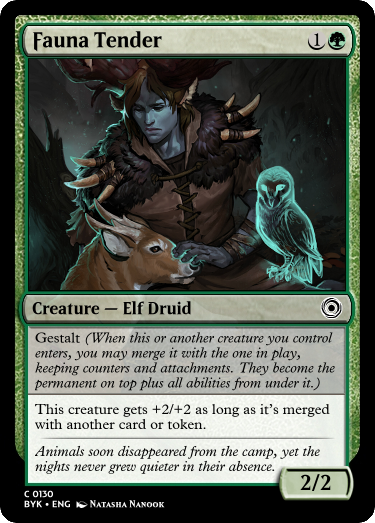 Fauna Tender 1
Creature — Elf Druid
Gestalt (When this or another creature you control
enters, you may merge it with the one in play,
keeping counters and attachments. They become the
permanent on top plus all abilities from under it.)
This creature gets +2/+2 as long as it's merged
with another card or token.
Animals soon disappeared from the camp, yet the
nights never grew quieter in their absence.
2/2
C 0130
BYK • ENG Natasha Nanook